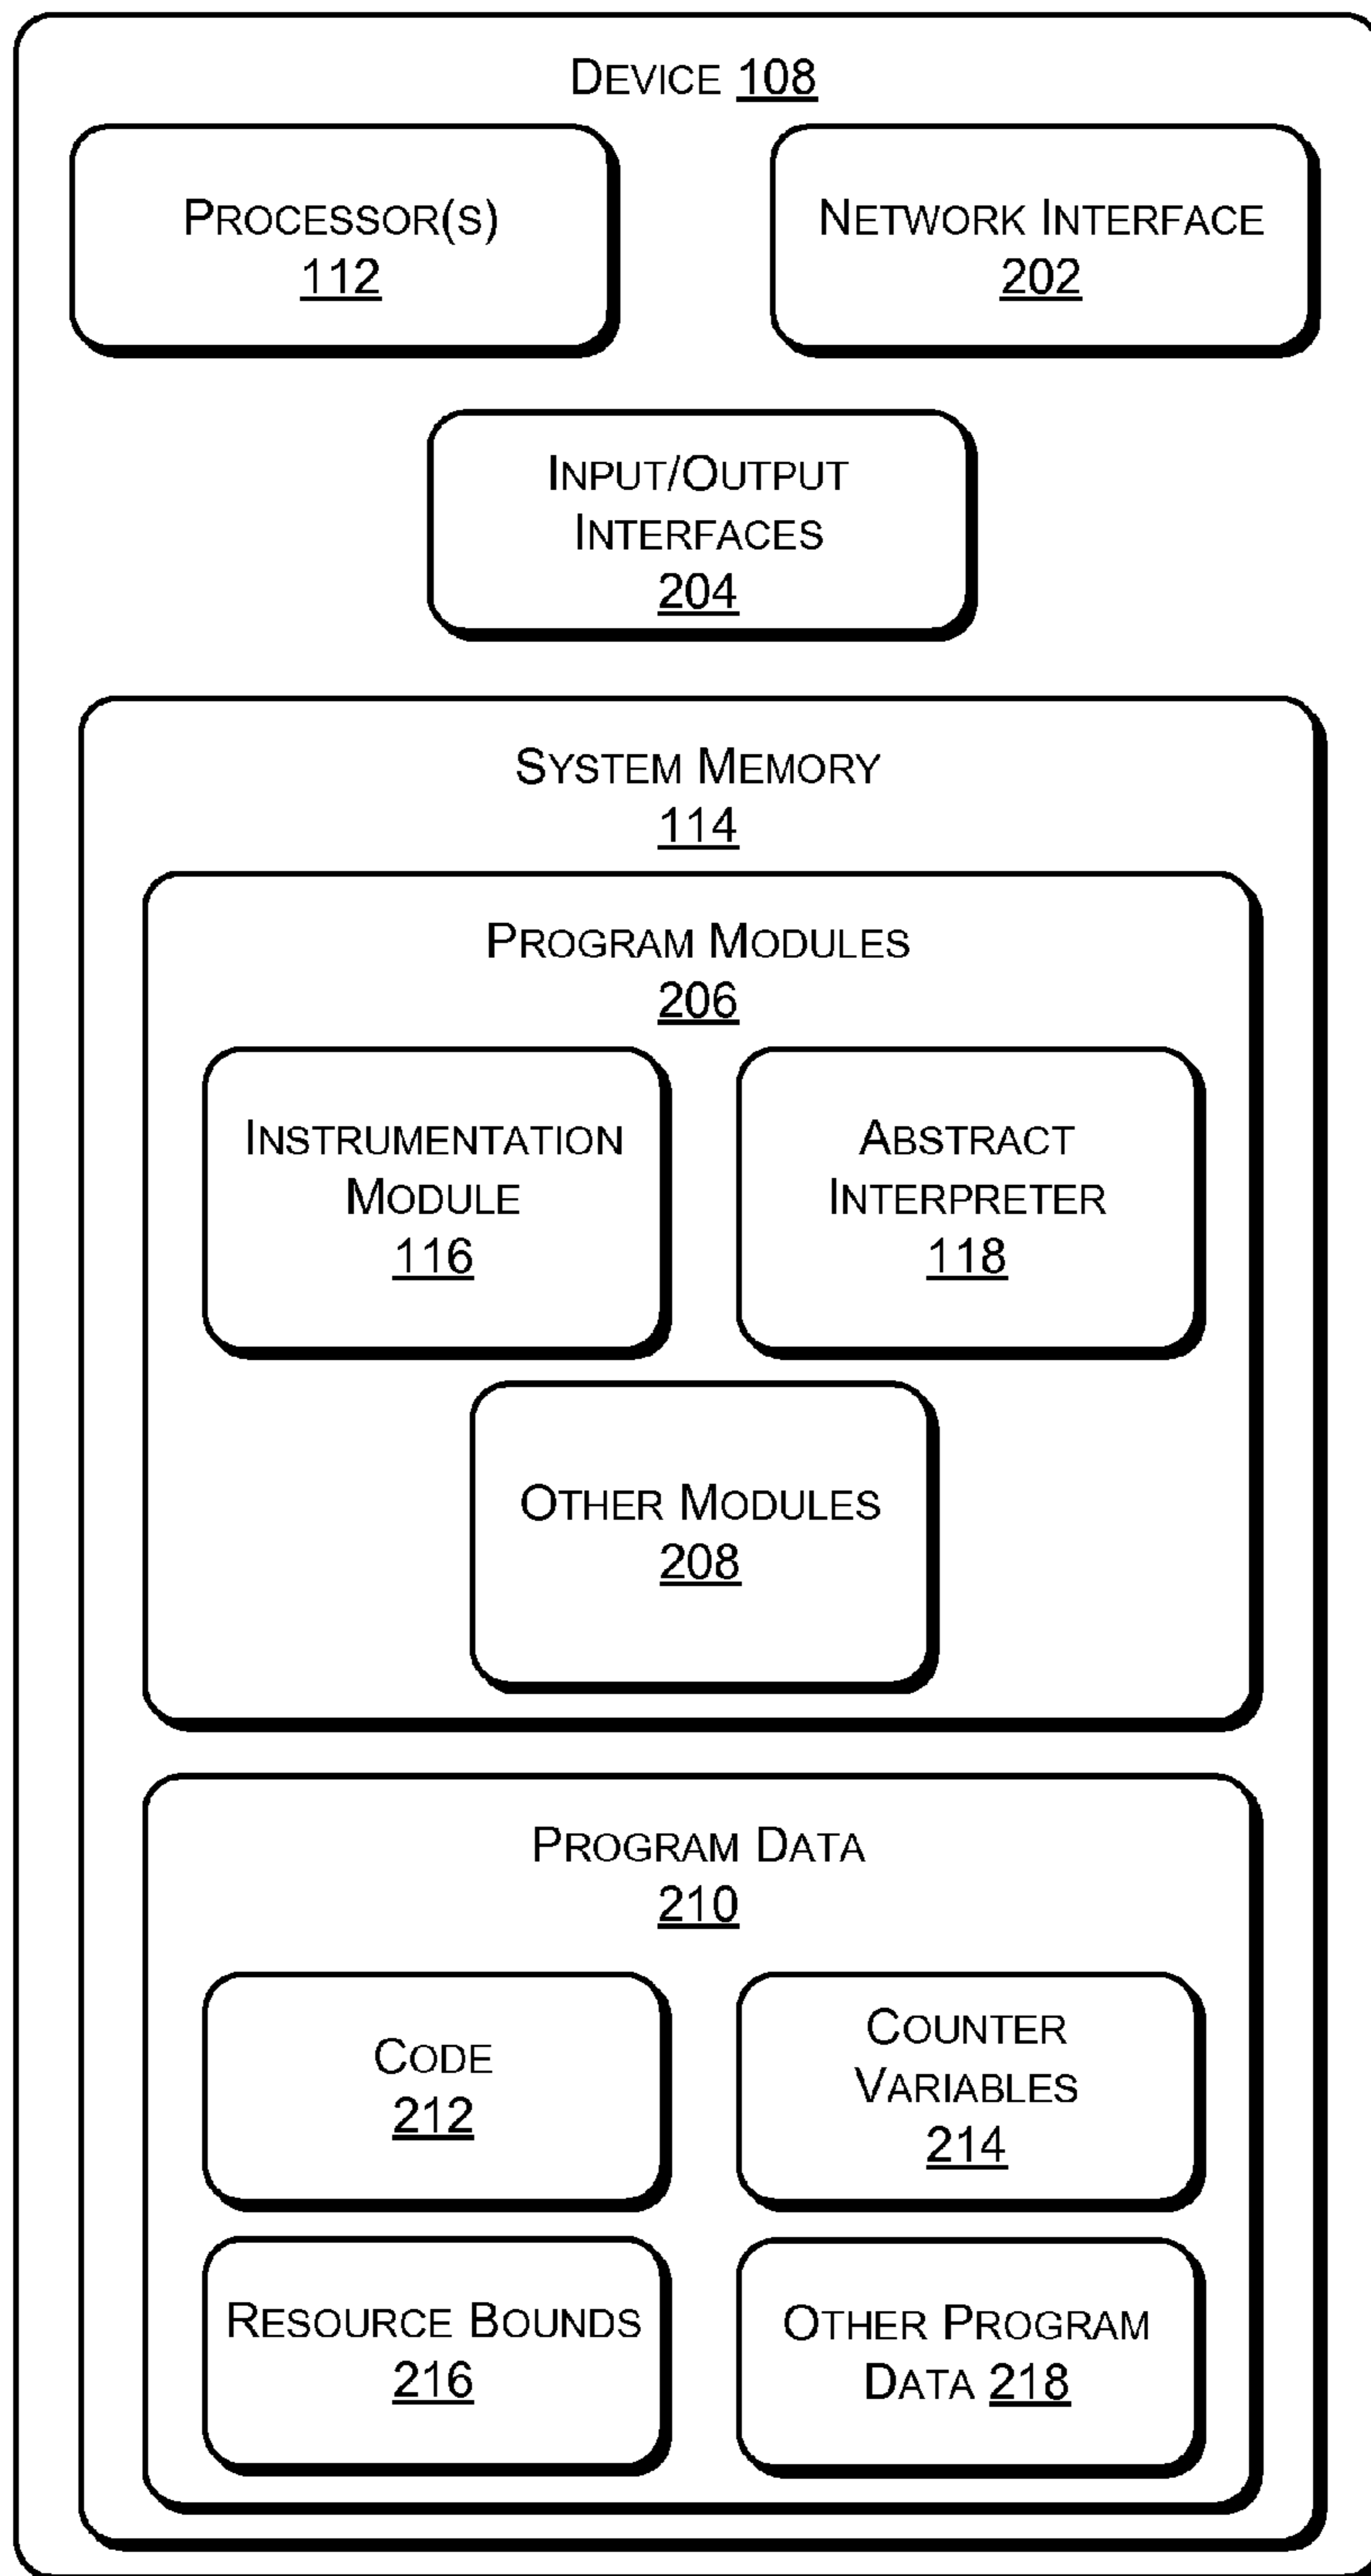 DEVICE 108
PROCESSOR(S)
112
NETWORK INTERFACE
202
INPUT/OUTPUT
INTERFACES
204
SYSTEM MEMORY
114
PROGRAM MODULES
206
INSTRUMENTATION
MODULE
116
ABSTRACT
INTERPRETER
118
OTHER MODULES
208
PROGRAM DATA
210
CODE
212
COUNTER
VARIABLES
214
RESOURCE BOUNDS
216
OTHER PROGRAM
DATA 218